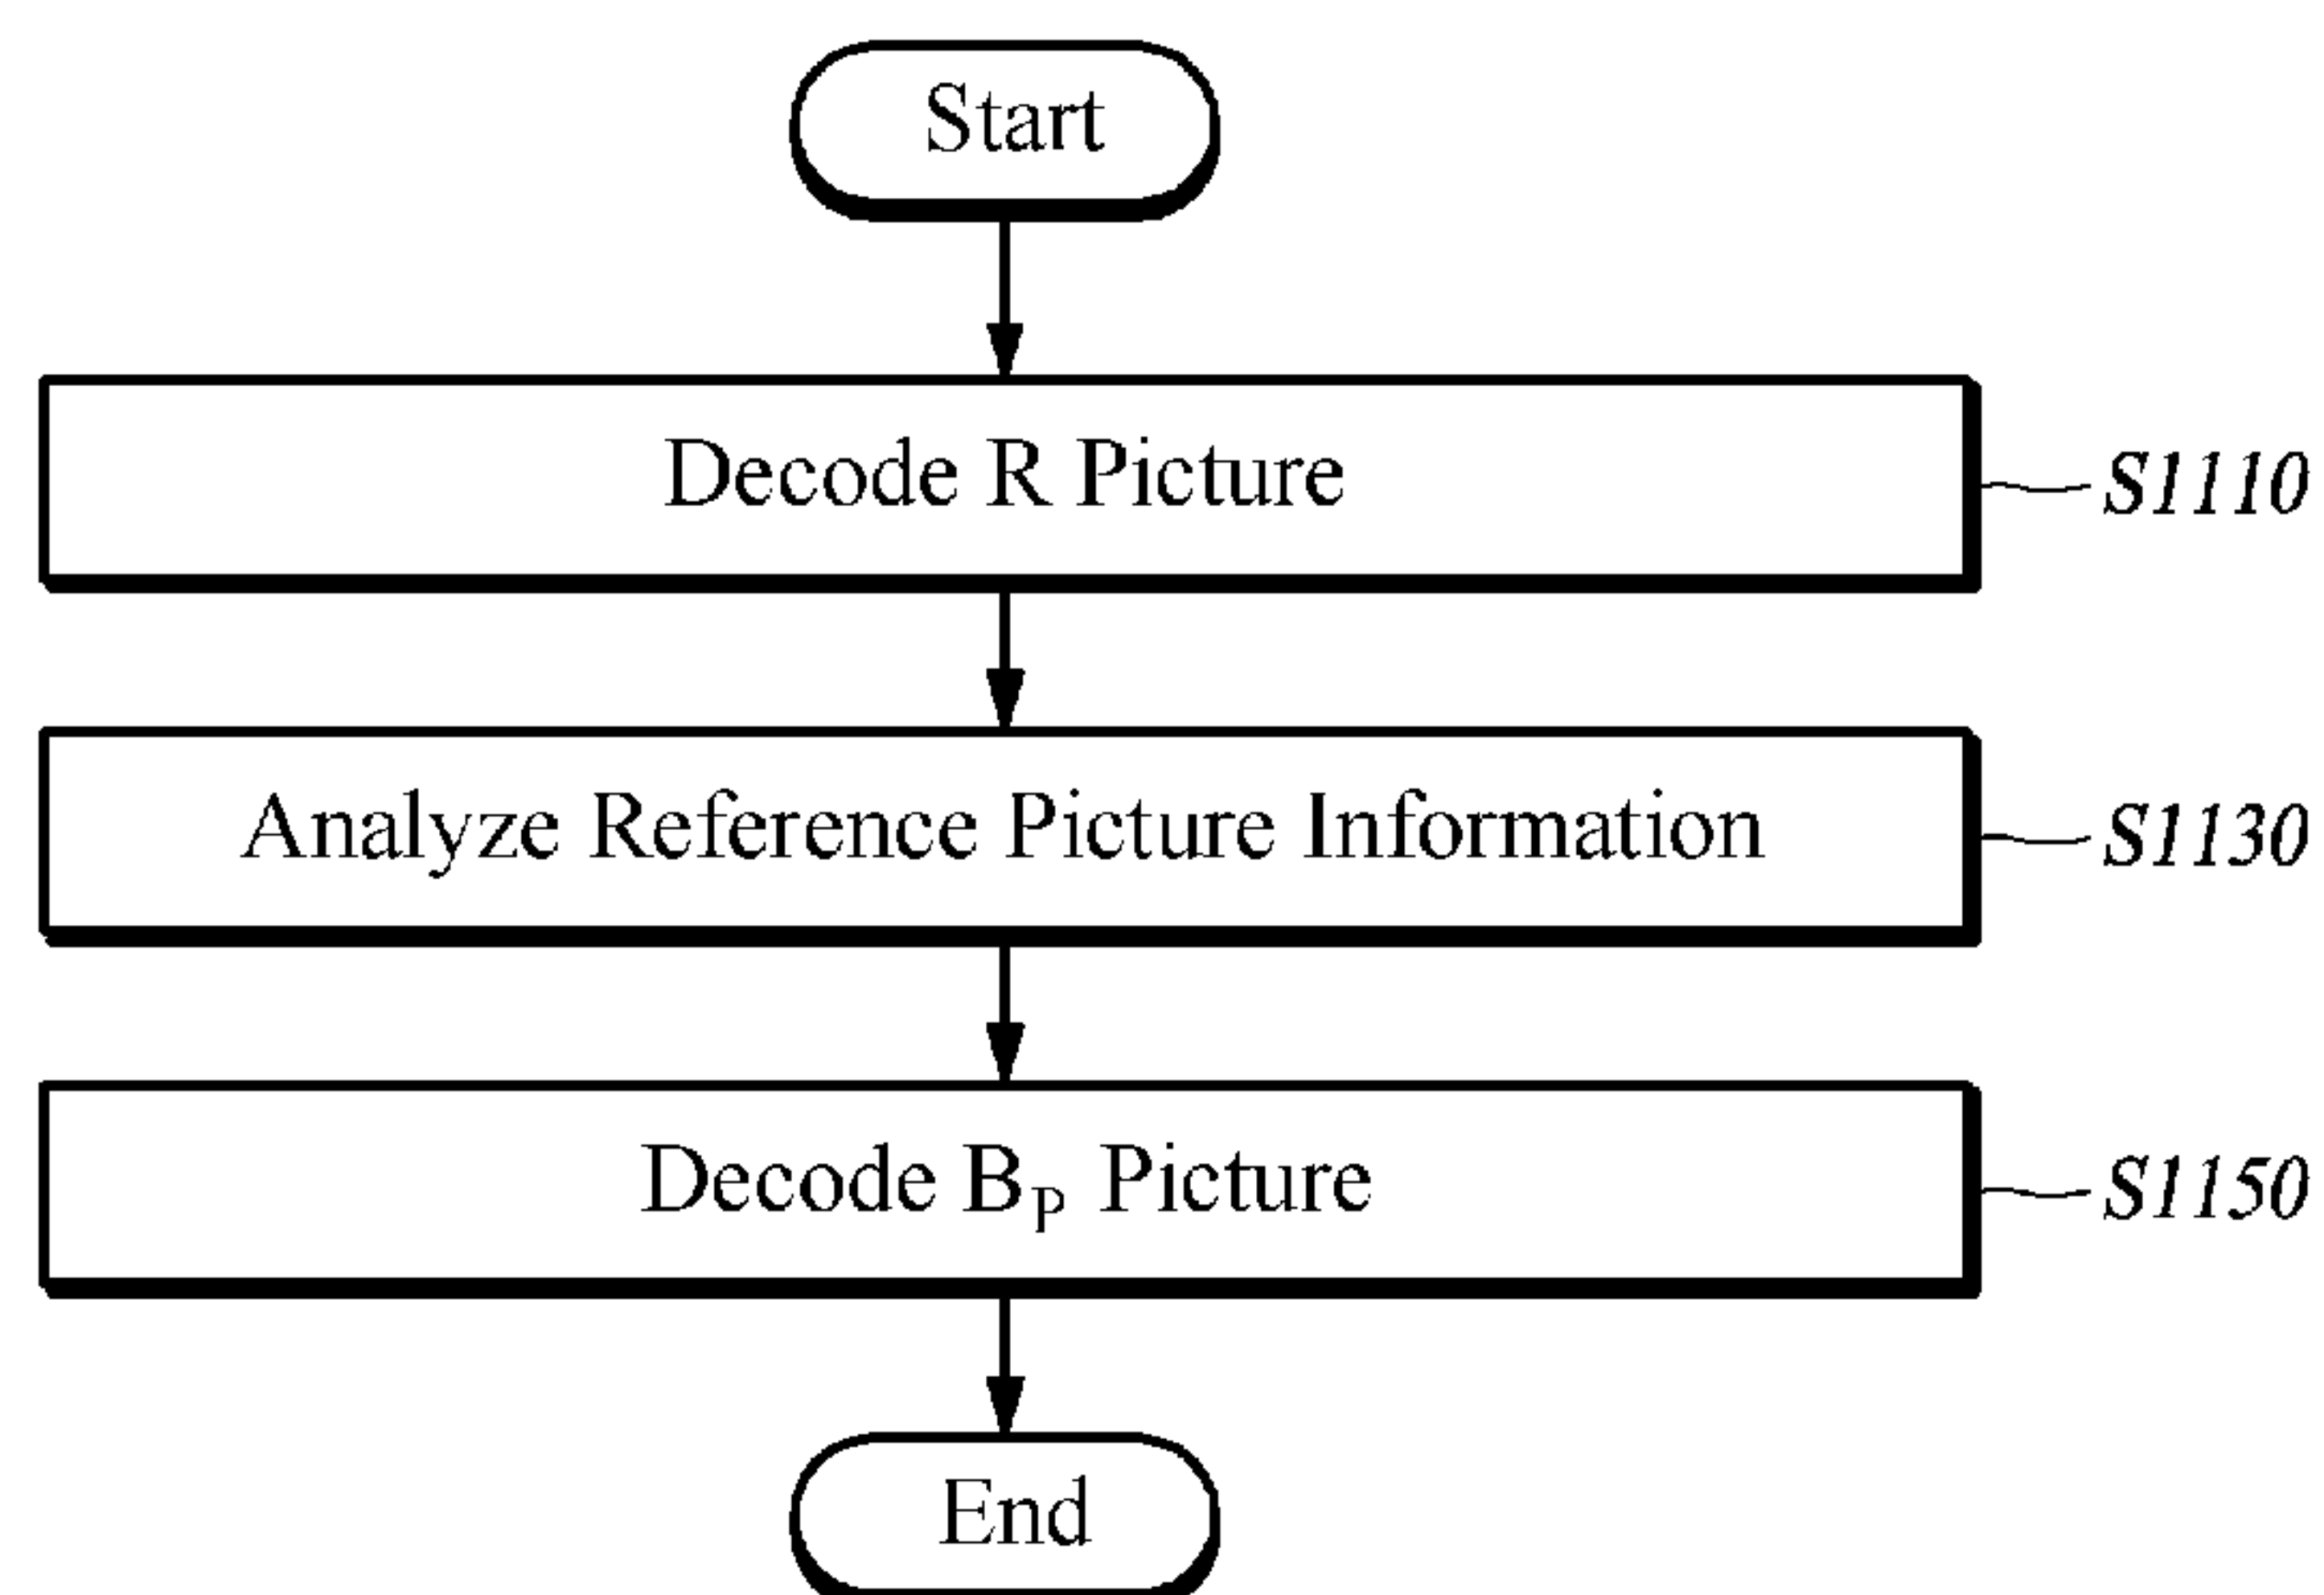 Start
Decode R Picture
S1110
Analyze Reference Picture Information
S1130
Decode BP Picture
S1150
End